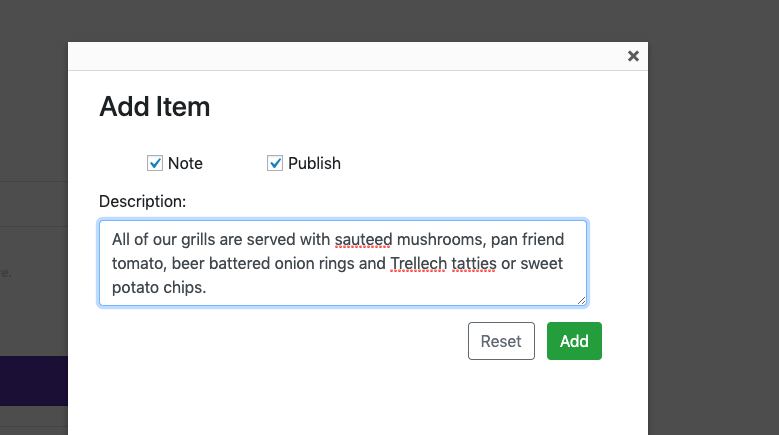 ×
Add Item
Note Publish
Description:
All of our grills are served with sauteed mushrooms, pan friend
tomato, beer battered onion rings and Trellech tatties or sweet
potato chips.
Reset Add
e.